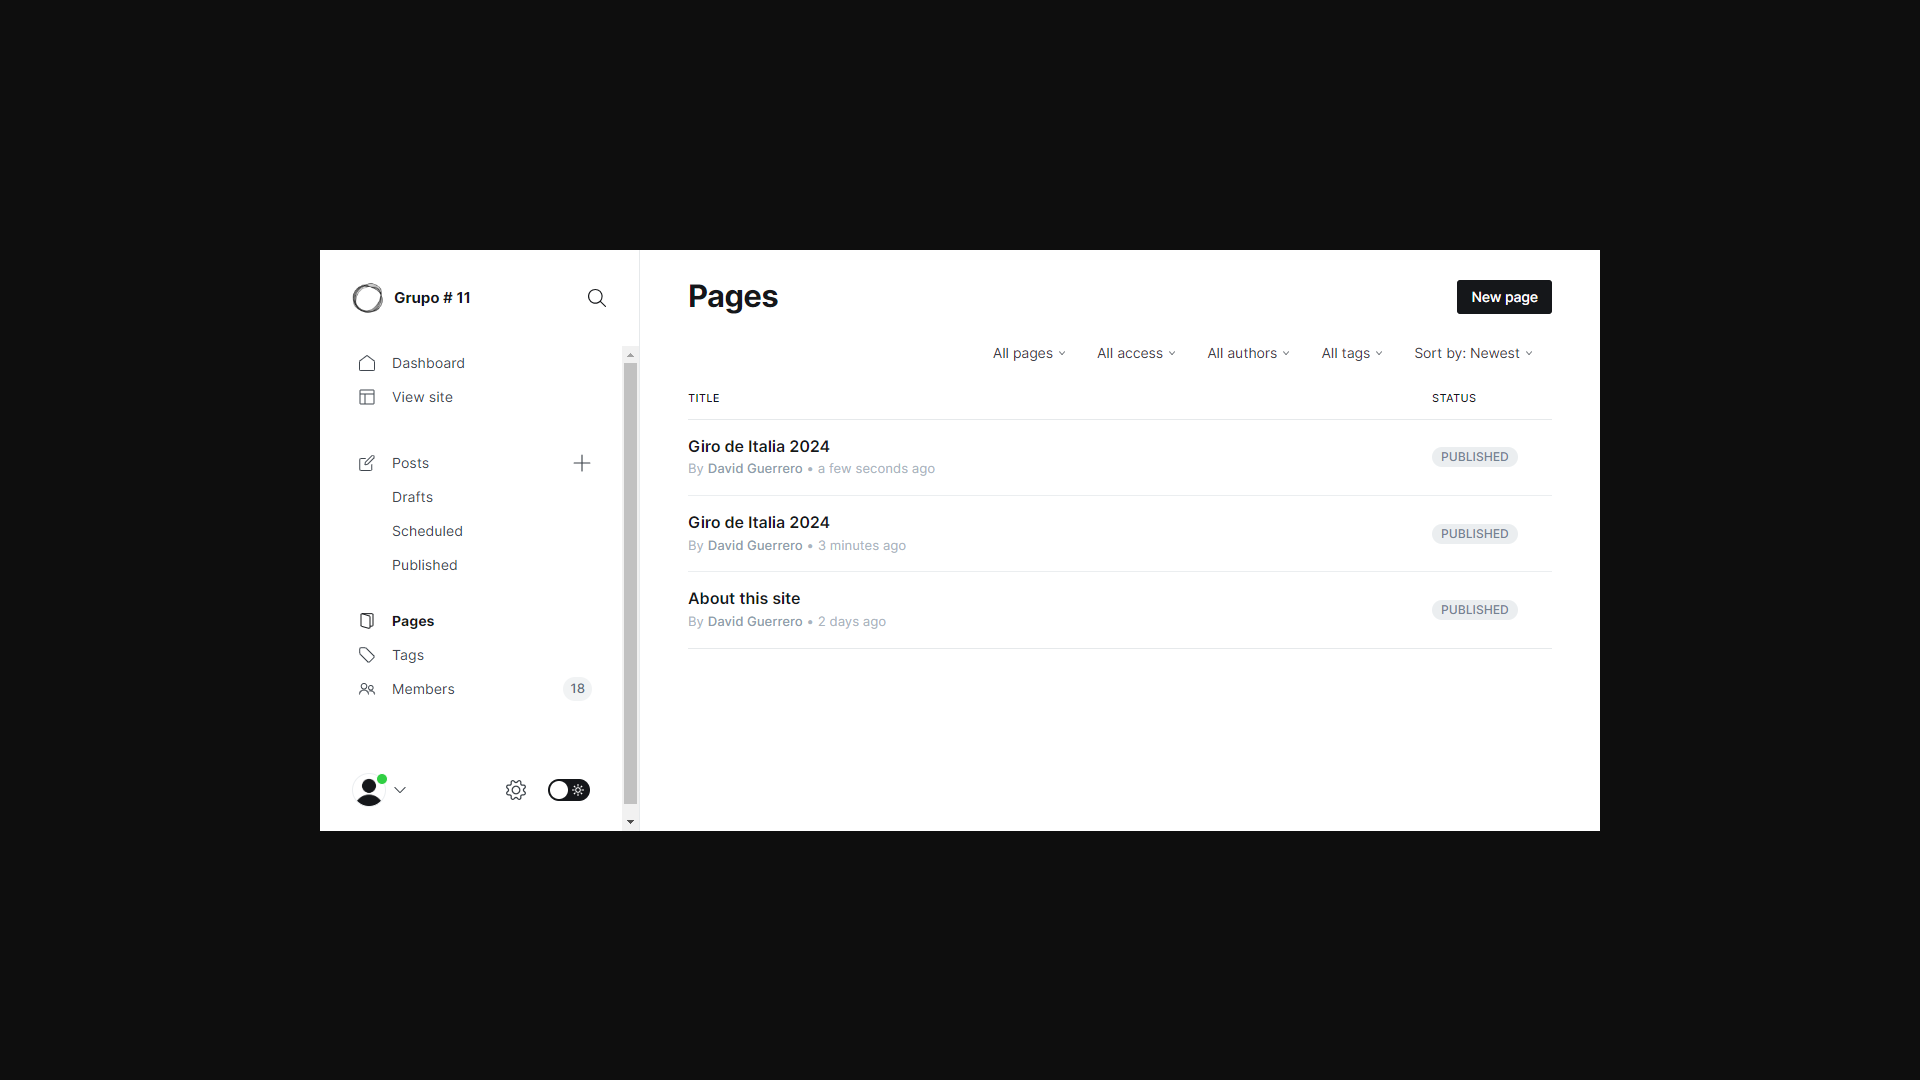 Grupo # 11
Dashboard
View site
Posts
Drafts
Scheduled
Published
Pages
Tags
Members 18
Pages
New page
All pages All access All authors All tags Sort by: Newest
TITLE STATUS
Giro de Italia 2024
By David Guerrero • a few seconds ago
PUBLISHED
Giro de Italia 2024
By David Guerrero • 3 minutes ago
PUBLISHED
About this site
By David Guerrero • 2 days ago
PUBLISHED